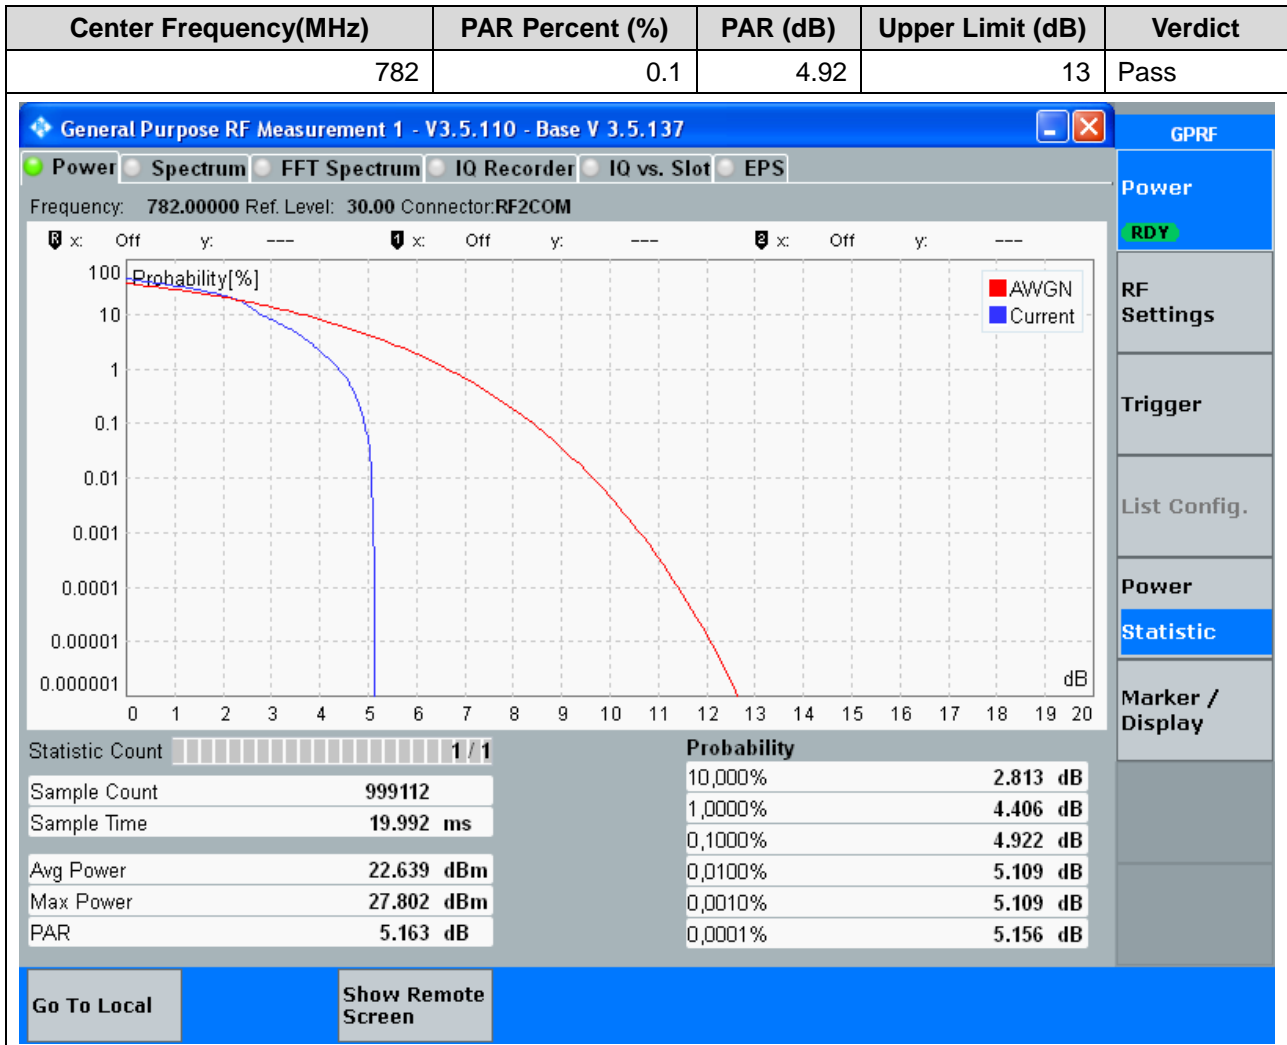 Center Frequency(MHz) PAR Percent (%) PAR (dB) Upper Limit (dB) Verdict
782 0.1 4.92 13 Pass
General Purpose RF Measurement 1 - V3.5.110 - Base V 3.5.137
GPRF
Power Spectrum FFT Spectrum IQ Recorder IQ vs. Slot EPS
Frequency: 782.00000 Ref. Level: 30.00 Connector:RF2COM
R x: Off y: --- 1 x: Off y: --- 2 x: Off y: ---
Probability[%]
AWGN
Current
100
10
1
0.1
0.01
0.001
0.0001
0.00001
0.000001
dB
0 1 2 3 4 5 6 7 8 9 10 11 12 13 14 15 16 17 18 19 20
Statistic Count 1 / 1
Sample Count 999112
Sample Time 19.992 ms
Avg Power 22.639 dBm
Max Power 27.802 dBm
PAR 5.163 dB
Probability
10,000% 2.813 dB
1,0000% 4.406 dB
0,1000% 4.922 dB
0,0100% 5.109 dB
0,0010% 5.109 dB
0,0001% 5.156 dB
Power
RDY
RF
Settings
Trigger
List Config.
Power
Statistic
Marker /
Display
Go To Local
Show Remote
Screen